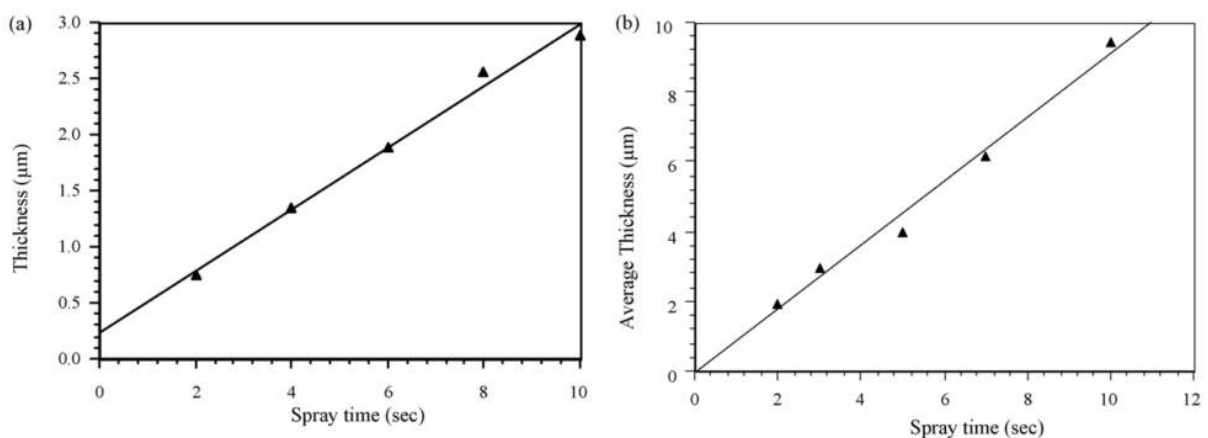 (a)
3.0
2.5
2.0
1.5
1.0
0.5
0.0
Thickness (µm)
0 2 4 6 8 10
Spray time (sec)
(b)
10
8
6
4
2
0
Average Thickness (µm)
0 2 4 6 8 10 12
Spray time (sec)